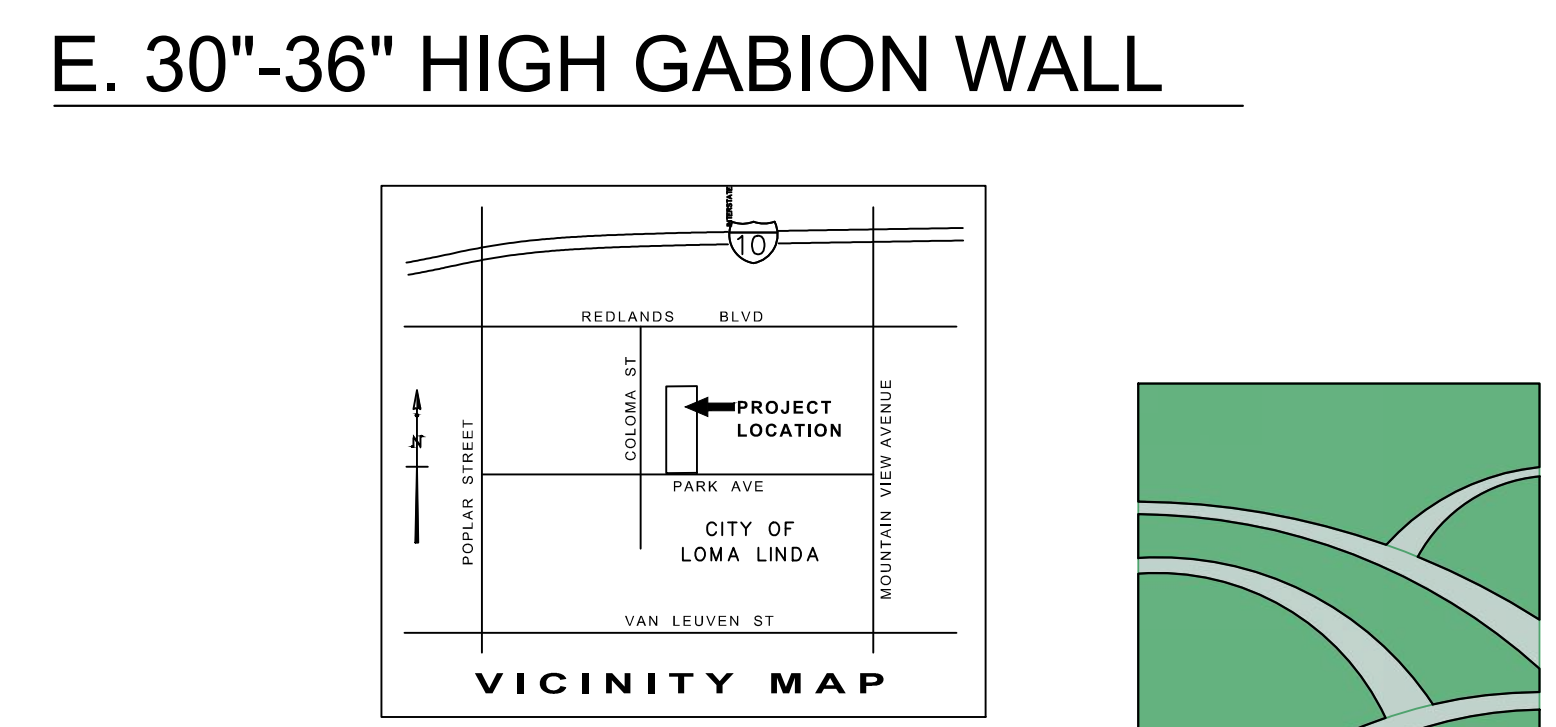 E. 30"-36" HIGH GABION WALL
INTERSTATE
10
REDLANDS BLVD
COLOMA ST
PROJECT
LOCATION
N
POPLAR STREET
MOUNTAIN VIEW AVENUE
PARK AVE
CITY OF
LOMA LINDA
VAN LEUVEN ST
VICINITY MAP